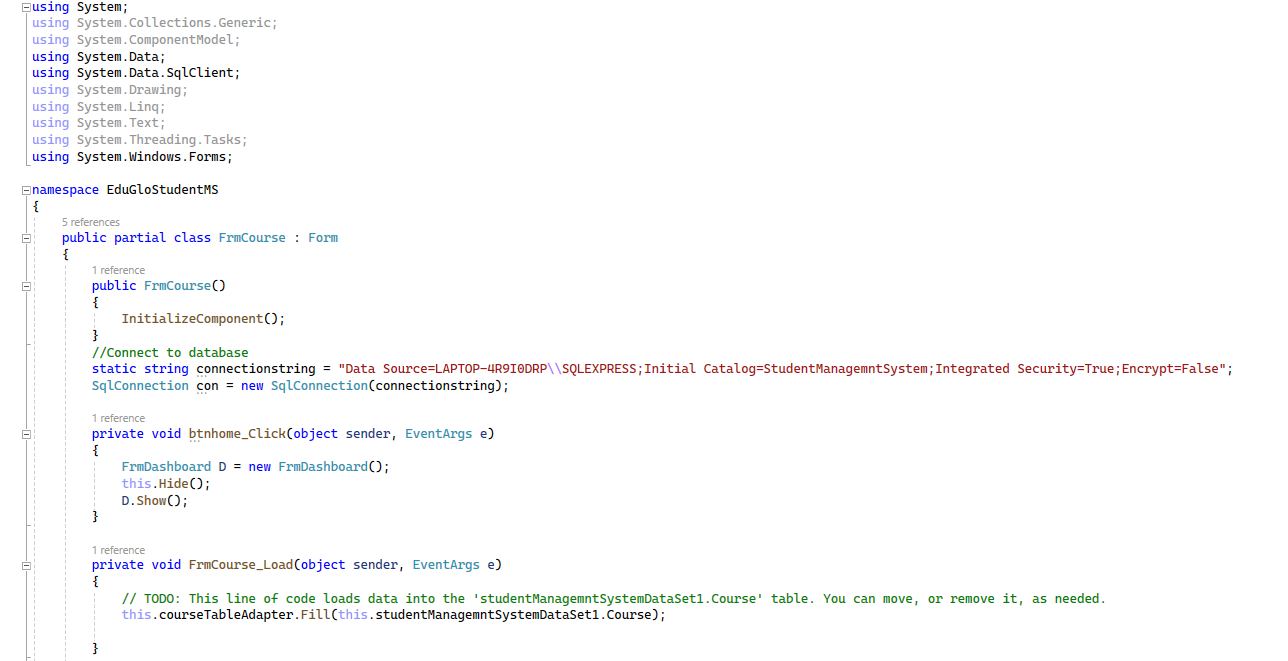 using System;
using System.Collections.Generic;
using System.ComponentModel;
using System.Data;
using System.Data.SqlClient;
using System.Drawing;
using System.Linq;
using System.Text;
using System.Threading.Tasks;
using System.Windows.Forms;
namespace EduGloStudentMS
{
5 references
public partial class FrmCourse : Form
{
1 reference
public FrmCourse()
{
InitializeComponent();
}
//Connect to database
static string connectionstring = "Data Source=LAPTOP-4R9I0DRP\\SQLEXPRESS;Initial Catalog=StudentManagemntSystem;Integrated Security=True;Encrypt=False";
SqlConnection con = new SqlConnection(connectionstring);
1 reference
private void btnhome_Click(object sender, EventArgs e)
{
FrmDashboard D = new FrmDashboard();
this.Hide();
D.Show();
}
1 reference
private void FrmCourse_Load(object sender, EventArgs e)
{
// TODO: This line of code loads data into the 'studentManagemntSystemDataSet1.Course' table. You can move, or remove it, as needed.
this.courseTableAdapter.Fill(this.studentManagemntSystemDataSet1.Course);
}